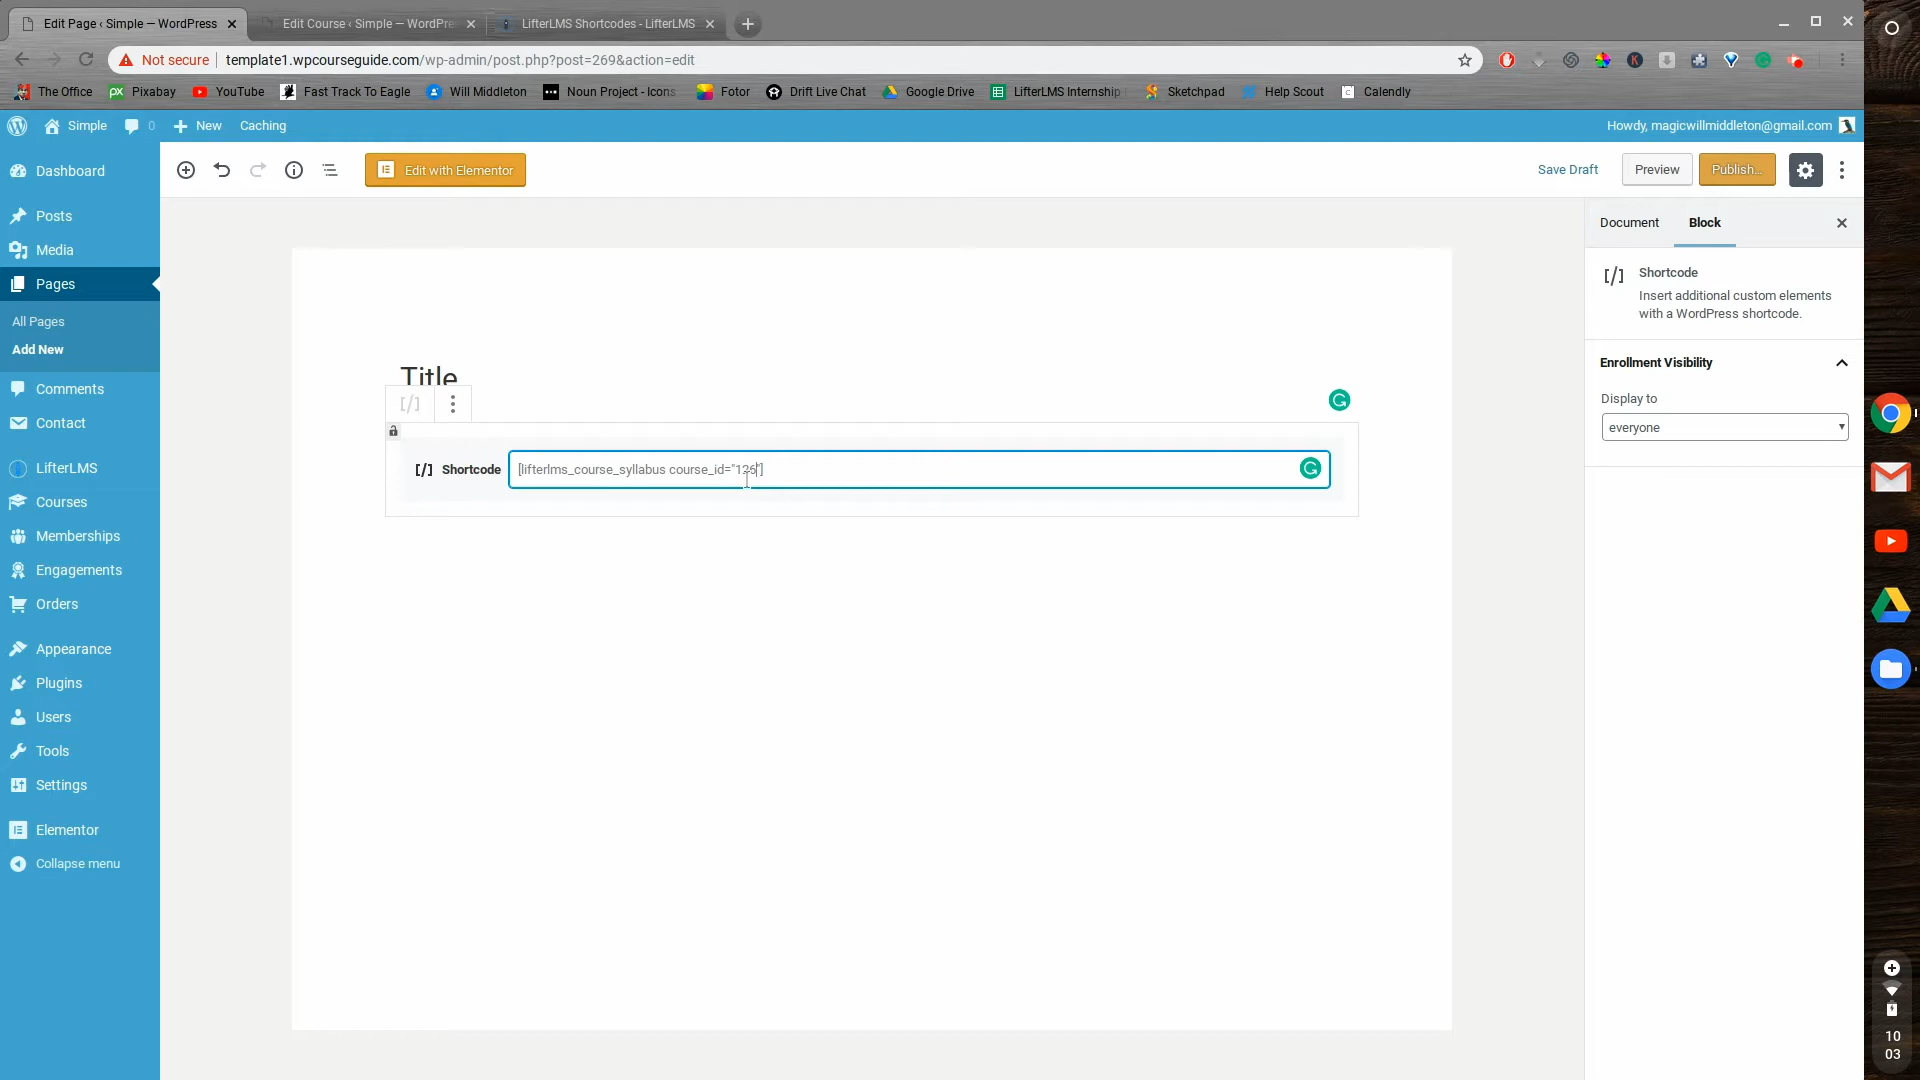 Edit Page ‹ Simple — WordPress
Edit Course ‹ Simple — WordPre
LifterLMS Shortcodes - LifterLMS
Not secure
template1.wpcourseguide.com/wp-admin/post.php?post=269&action=edit
The Office
Pixabay
YouTube
Fast Track To Eagle
Will Middleton
Noun Project - Icons
Fotor
Drift Live Chat
Google Drive
LifterLMS Internship
Sketchpad
Help Scout
Calendly
Simple
0
New
Caching
Howdy, magicwillmiddleton@gmail.com
Dashboard
Posts
Media
Pages
All Pages
Add New
Comments
Contact
LifterLMS
Courses
Memberships
Engagements
Orders
Appearance
Plugins
Users
Tools
Settings
Elementor
Collapse menu
Edit with Elementor
Save Draft
Preview
Publish...
Title
[/]
[/] Shortcode
[lifterlms_course_syllabus course_id="126"]
Document
Block
[/] Shortcode
Insert additional custom elements
with a WordPress shortcode.
Enrollment Visibility
Display to
everyone
10
03